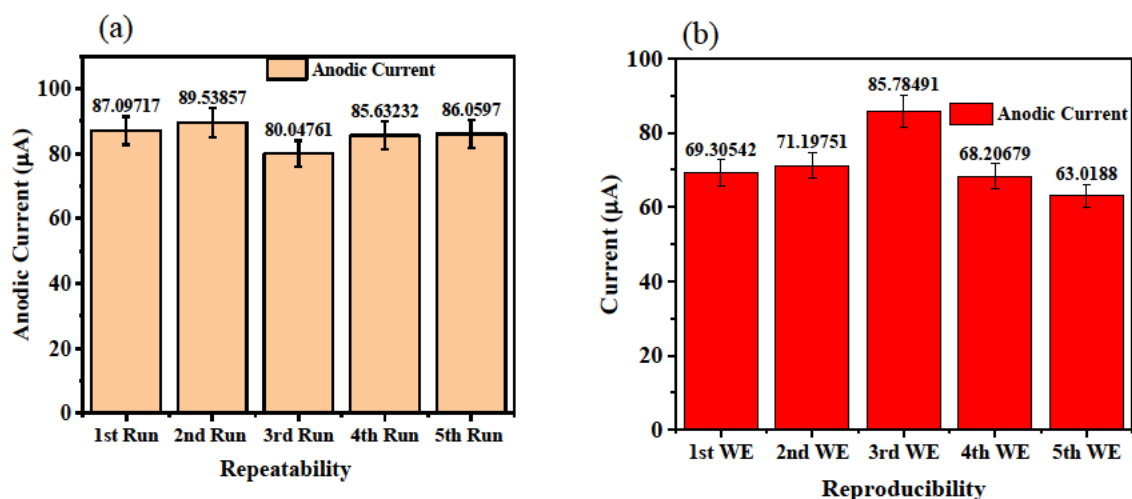 (a)
Anodic Current
87.09717
89.53857
80.04761
85.63232
86.0597
100
80
60
40
20
0
Anodic Current (μA)
1st Run 2nd Run 3rd Run 4th Run 5th Run
Repeatability
(b)
Anodic Current
69.30542
71.19751
85.78491
68.20679
63.0188
100
80
60
40
20
0
Current (μA)
1st WE 2nd WE 3rd WE 4th WE 5th WE
Reproducibility